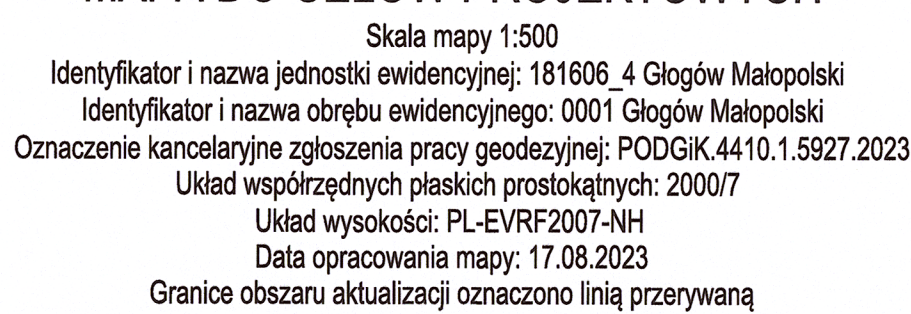 Skala mapy 1:500
Identyfikator i nazwa jednostki ewidencyjnej: 181606_4 Głogów Małopolski
Identyfikator i nazwa obrębu ewidencyjnego: 0001 Głogów Małopolski
Oznaczenie kancelaryjne zgłoszenia pracy geodezyjnej: PODGiK.4410.1.5927.2023
Układ współrzędnych płaskich prostokątnych: 2000/7
Układ wysokości: PL-EVRF2007-NH
Data opracowania mapy: 17.08.2023
Granice obszaru aktualizacji oznaczono linią przerywaną